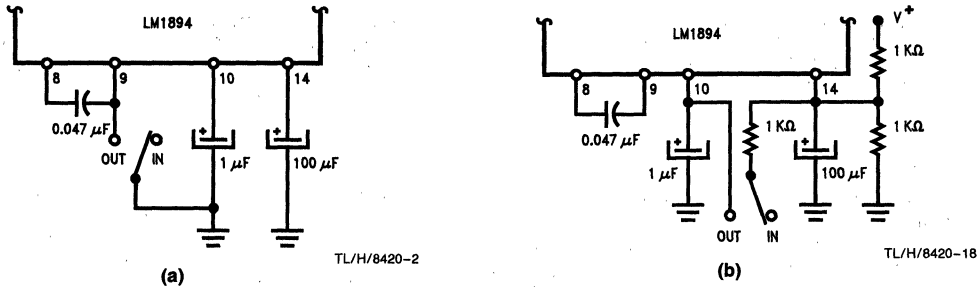 LM1894
8
9
10
14
0.047 μF
OUT
IN
+
1 μF
+
100 μF
TL/H/8420-2
(a)
V+
LM1894
1 KΩ
8
9
10
14
0.047 μF
+
1 μF
1 KΩ
+
100 μF
1 KΩ
OUT
IN
TL/H/8420-18
(b)